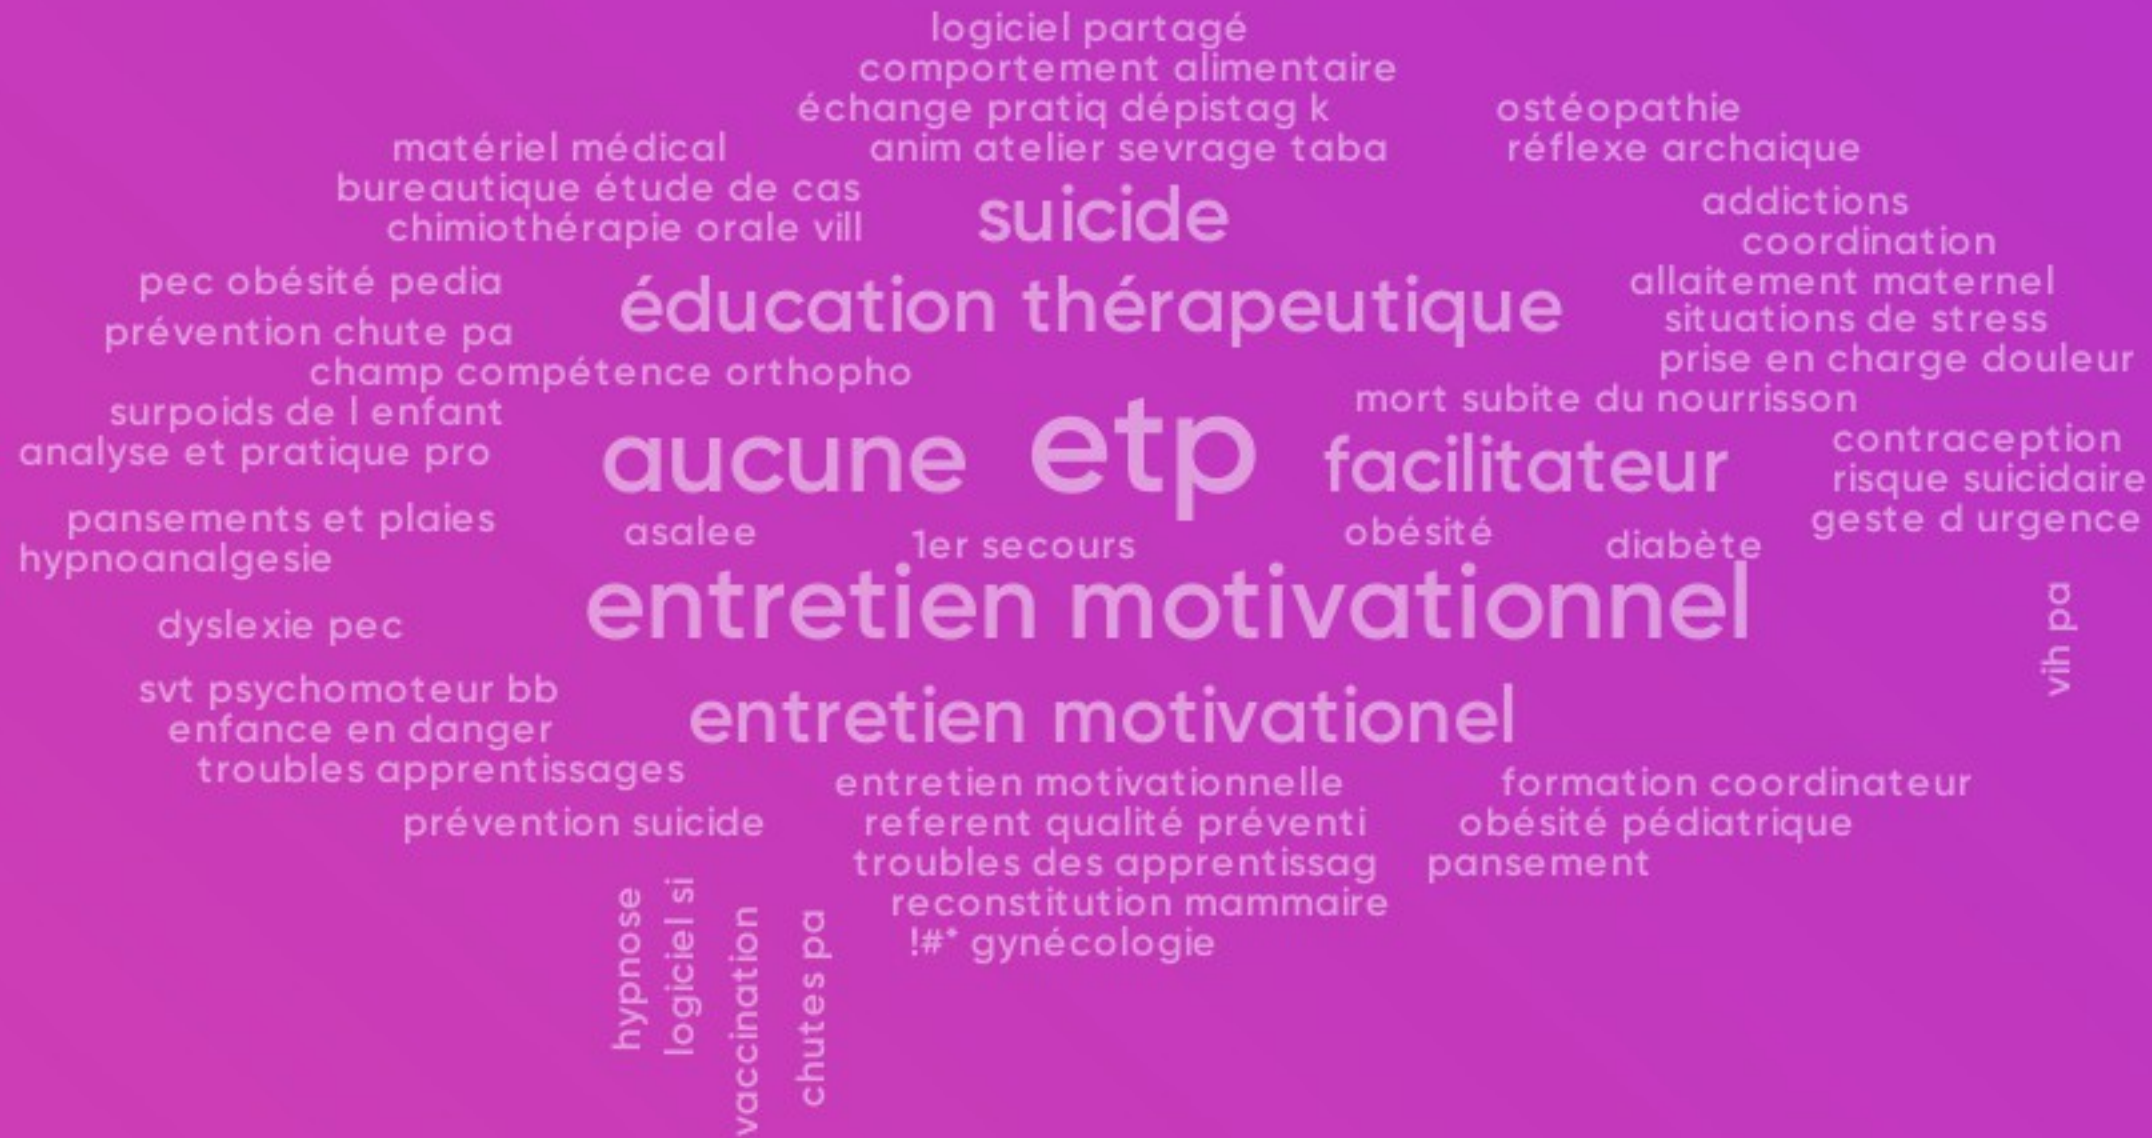 logiciel partagé
comportement alimentaire
échange pratiq dépistag k
ostéopathie
matériel médical
anim atelier sevrage taba
réflexe archaique
bureautique étude de cas
suicide
addictions
chimiothérapie orale vill
coordination
pec obésité pedia
éducation thérapeutique
allaitement maternel
prévention chute pa
situations de stress
champ compétence orthopho
prise en charge douleur
surpoids de l enfant
mort subite du nourrisson
analyse et pratique pro
aucune
etp
facilitateur
contraception
risque suicidaire
pansements et plaies
asalee
1er secours
obésité
diabète
geste d urgence
hypnoanalgesie
entretien motivationnel
dyslexie pec
vih pa
svt psychomoteur bb
entretien motivationel
enfance en danger
troubles apprentissages
entretien motivationnelle
formation coordinateur
prévention suicide
referent qualité préventi
obésité pédiatrique
troubles des apprentissag
pansement
reconstitution mammaire
!#* gynécologie
hypnose
logiciel si
vaccination
chutes pa